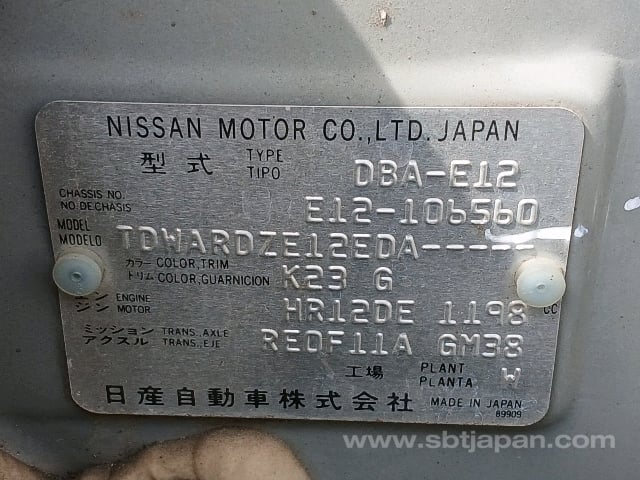 NISSAN MOTOR CO.,LTD. JAPAN
型式 TYPE TIPO DBA-E12
CHASSIS NO. NO.DECHASIS E12-106560
MODEL MODELO TDWARDZE12EDA-----
カラー COLOR,TRIM トリム COLOR,GUARNICION K23 G
エンジン ENGINE MOTOR HR12DE 1198 CC
ミッション TRANS.,AXLE アクスル TRANS.,EJE RE0F11A GM38
工場 PLANT PLANTA W
日産自動車株式会社 MADE IN JAPAN
89909
www.sbtjapan.com